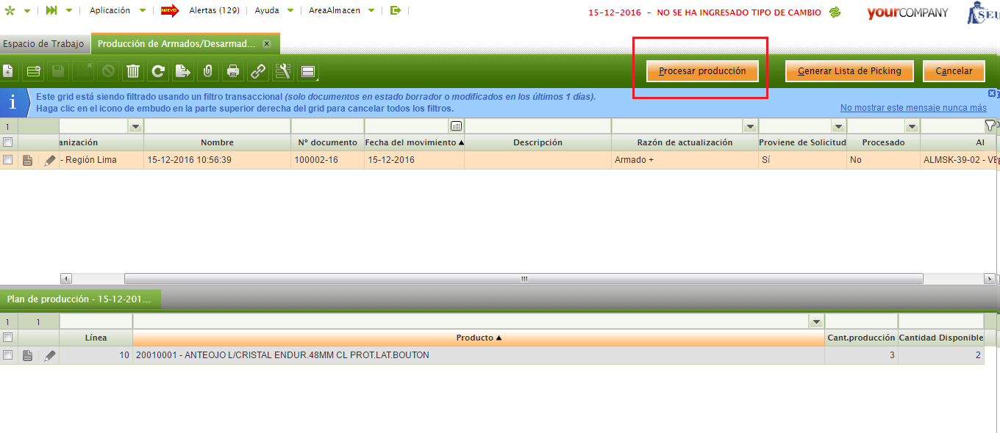 Aplicación NUEVO Alertas (129) Ayuda AreaAlmacen 15-12-2016 - NO SE HA INGRESADO TIPO DE CAMBIO yourCOMPANY
Espacio de Trabajo Producción de Armados/Desarmad...
Procesar producción Generar Lista de Picking Cancelar
i Este grid está siendo filtrado usando un filtro transaccional (solo documentos en estado borrador o modificados en los últimos 1 días).
Haga clic en el icono de embudo en la parte superior derecha del grid para cancelar todos los filtros. No mostrar este mensaje nunca más
1
anización Nombre Nº documento Fecha del movimiento Descripción Razón de actualización Proviene de Solicitud Procesado Al
- Región Lima 15-12-2016 10:56:39 100002-16 15-12-2016 Armado + Sí No ALMSK-39-02 - VE
Plan de producción - 15-12-201...
1 1
Línea Producto Cant.producción Cantidad Disponible
10 20010001 - ANTEOJO L/CRISTAL ENDUR.48MM CL PROT.LAT.BOUTON 3 2